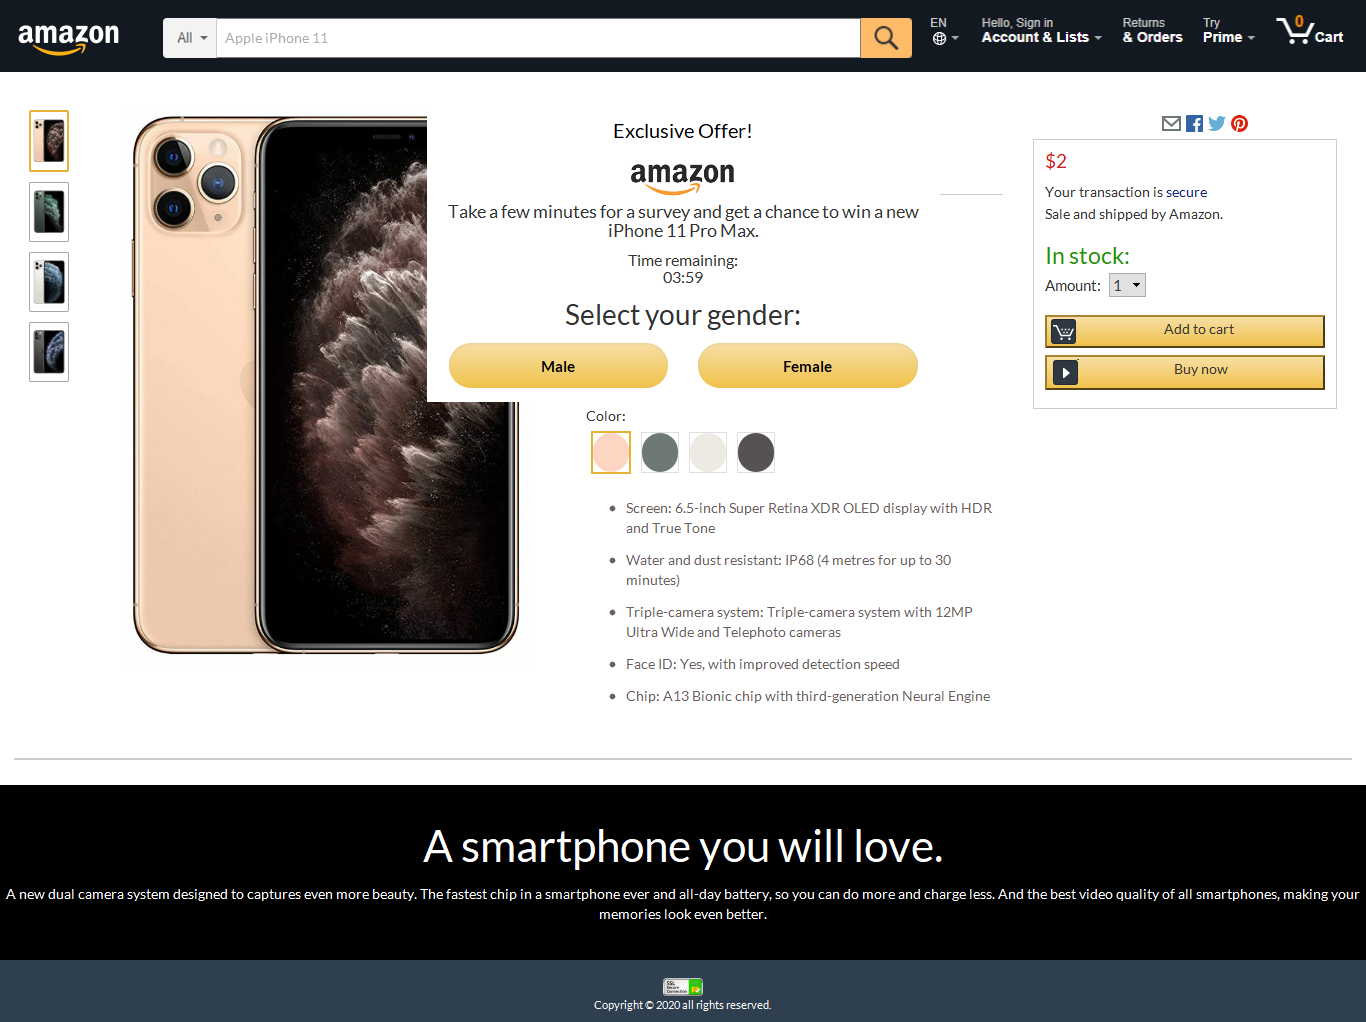 amazon
All
Apple iPhone 11
EN
Hello, Sign in
Account & Lists
Returns
& Orders
Try
Prime
0
Cart
Exclusive Offer!
amazon
Take a few minutes for a survey and get a chance to win a new
iPhone 11 Pro Max.
Time remaining:
03:59
Select your gender:
Male
Female
Color:
Screen: 6.5-inch Super Retina XDR OLED display with HDR
and True Tone
Water and dust resistant: IP68 (4 metres for up to 30
minutes)
Triple-camera system: Triple-camera system with 12MP
Ultra Wide and Telephoto cameras
Face ID: Yes, with improved detection speed
Chip: A13 Bionic chip with third-generation Neural Engine
$2
Your transaction is secure
Sale and shipped by Amazon.
In stock:
Amount: 1
Add to cart
Buy now
A smartphone you will love.
A new dual camera system designed to captures even more beauty. The fastest chip in a smartphone ever and all-day battery, so you can do more and charge less. And the best video quality of all smartphones, making your
memories look even better.
SSL
Secure
Connection
Copyright © 2020 all rights reserved.